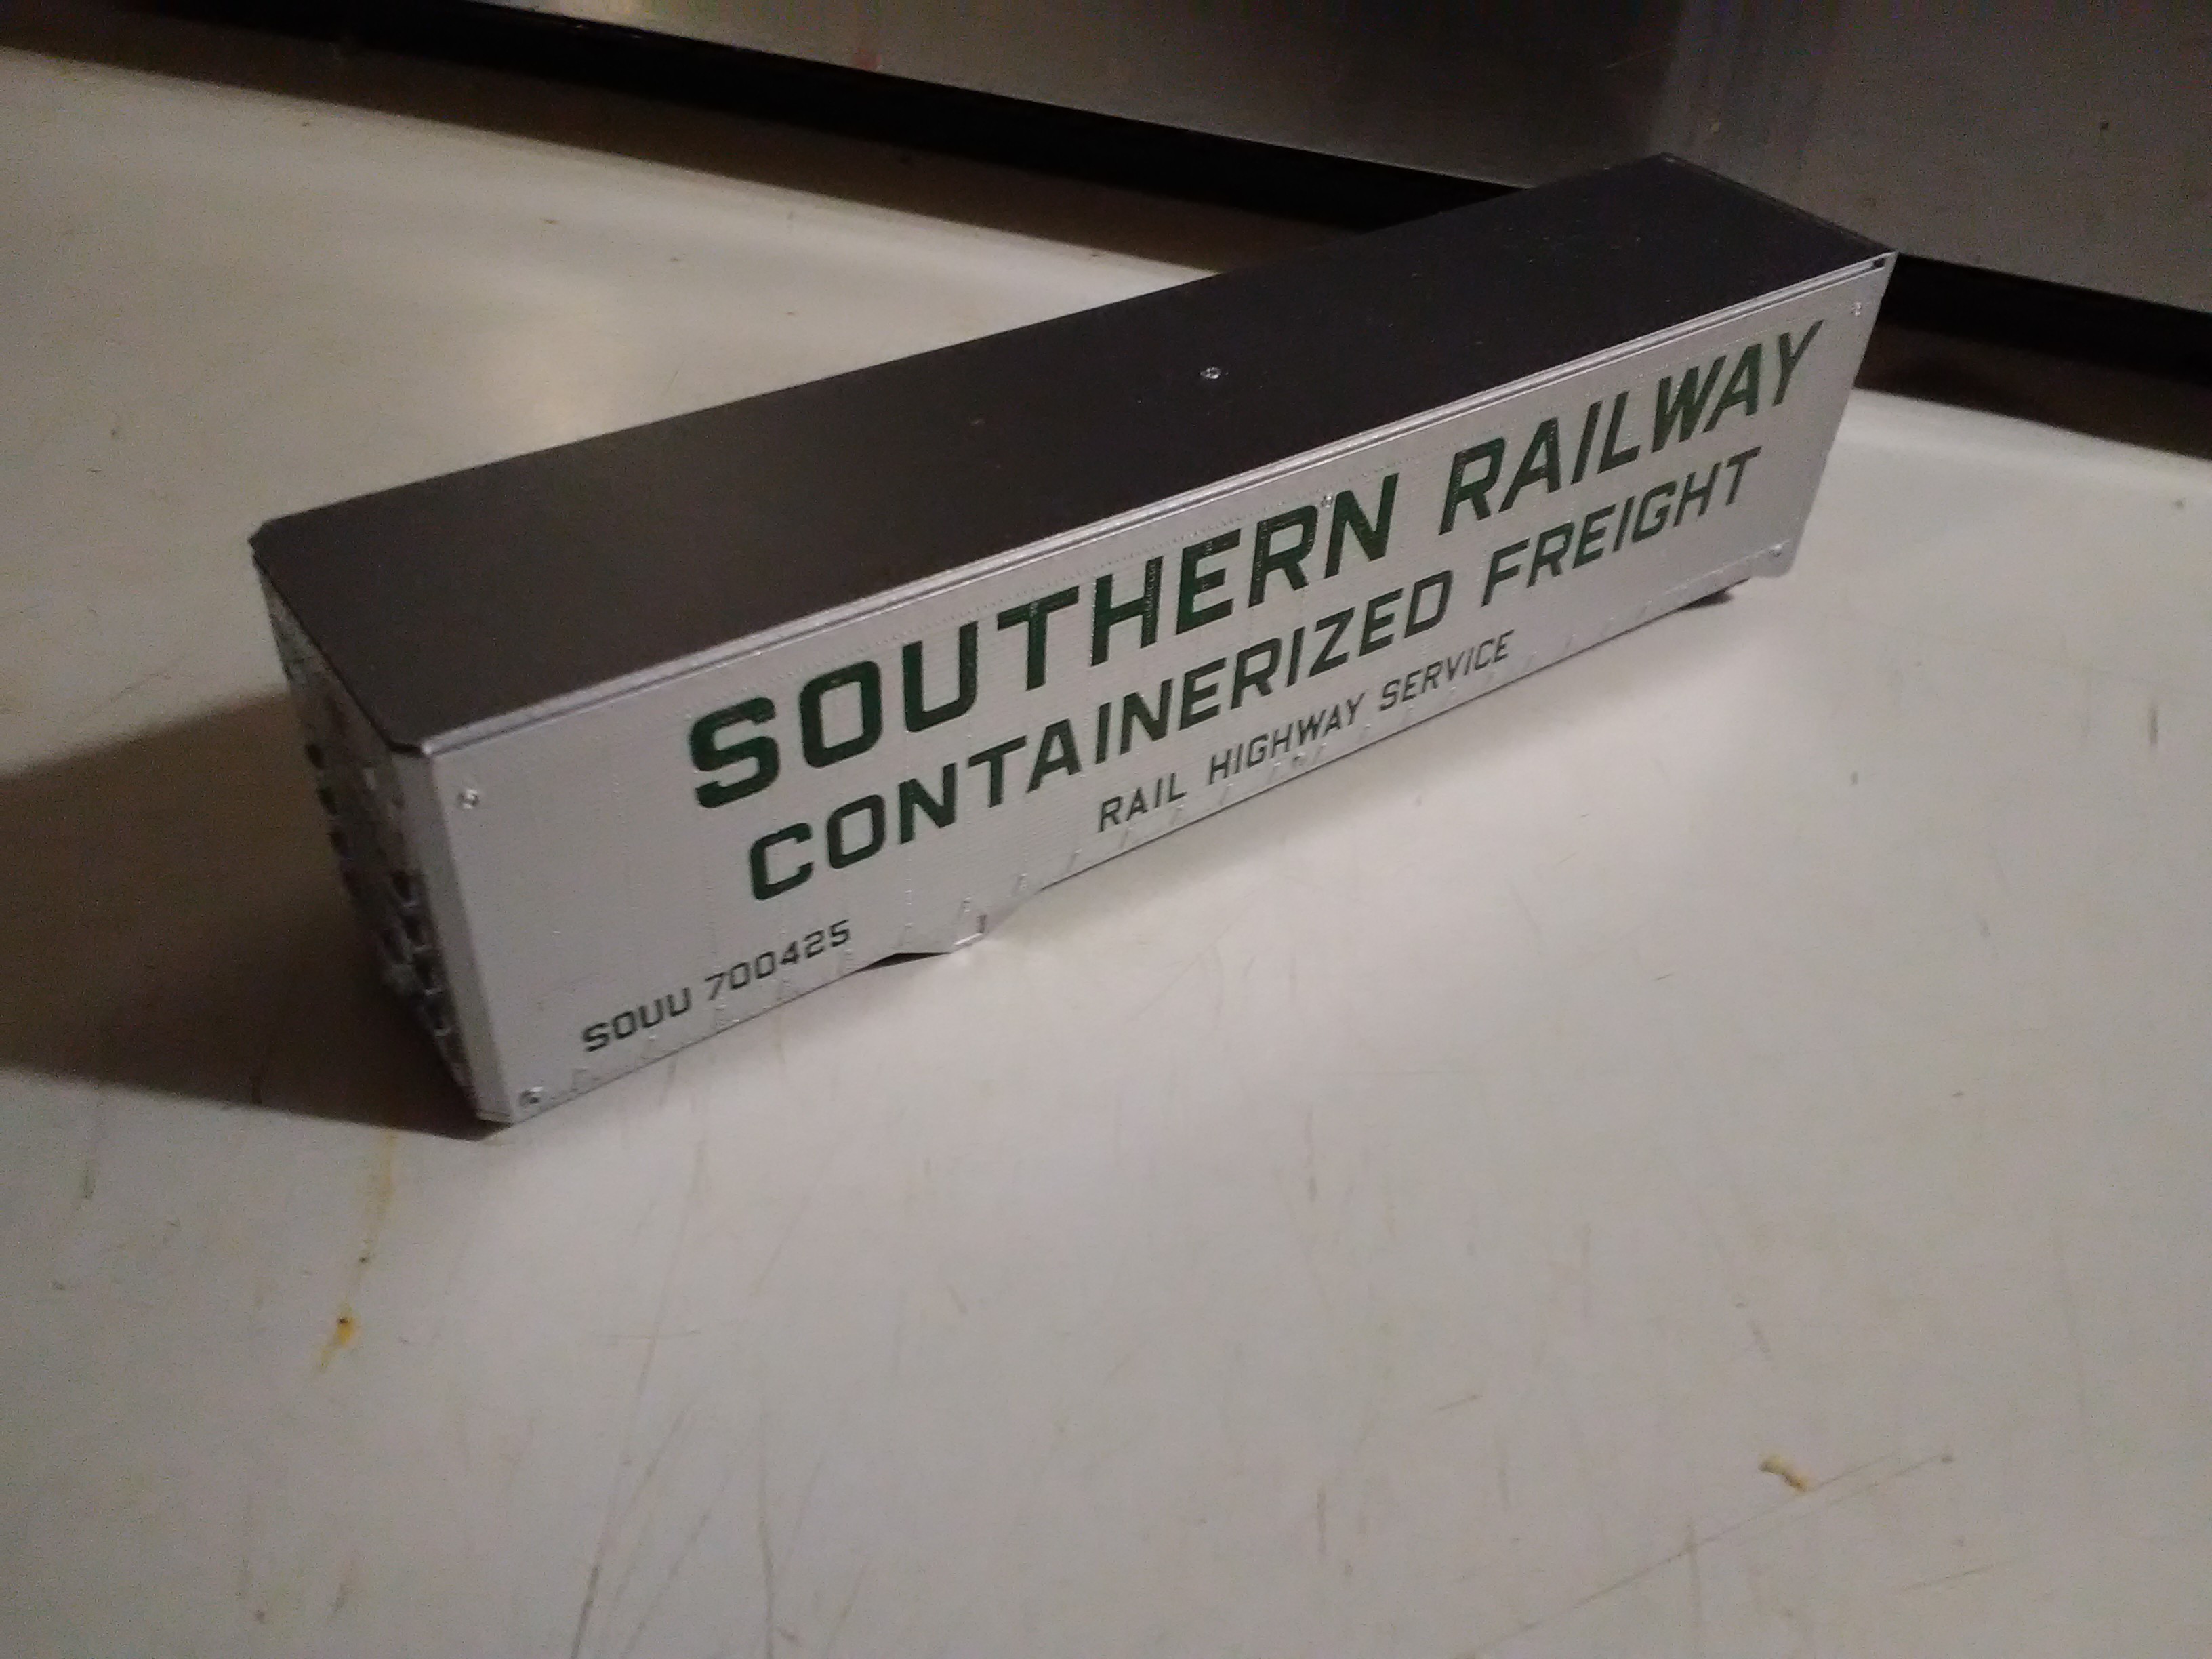 SOUTHERN RAILWAY
CONTAINERIZED FREIGHT
RAIL HIGHWAY SERVICE
SOUU 700425